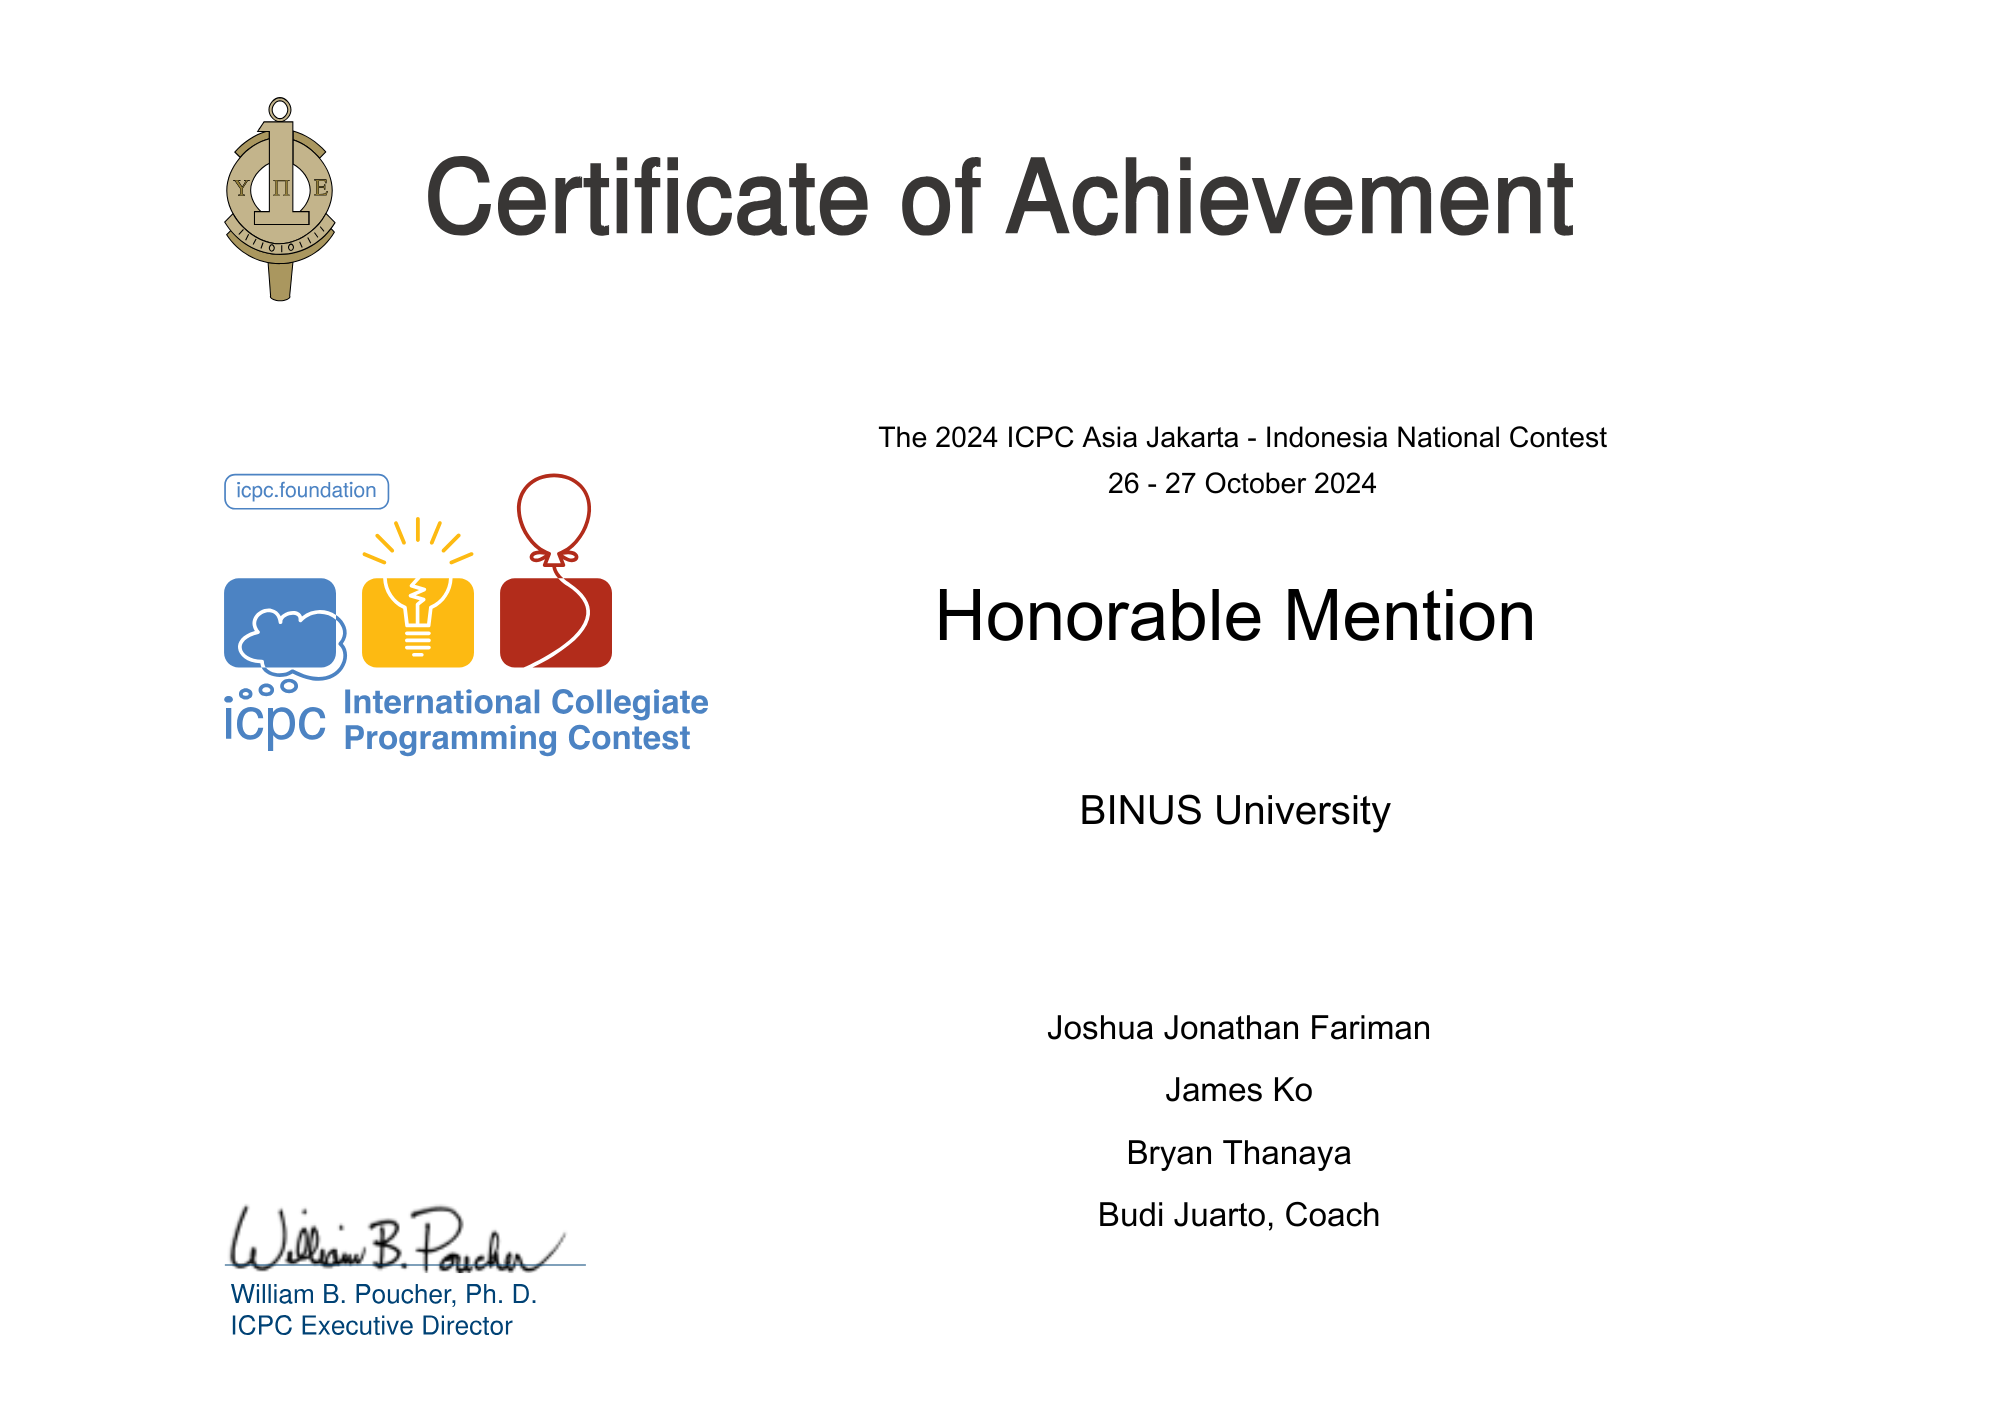 Certificate of Achievement
Υ Π Ε
The 2024 ICPC Asia Jakarta - Indonesia National Contest
26 - 27 October 2024
icpc.foundation
Honorable Mention
icpc International Collegiate
Programming Contest
BINUS University
Joshua Jonathan Fariman
James Ko
Bryan Thanaya
Budi Juarto, Coach
William B. Poucher
William B. Poucher, Ph. D.
ICPC Executive Director